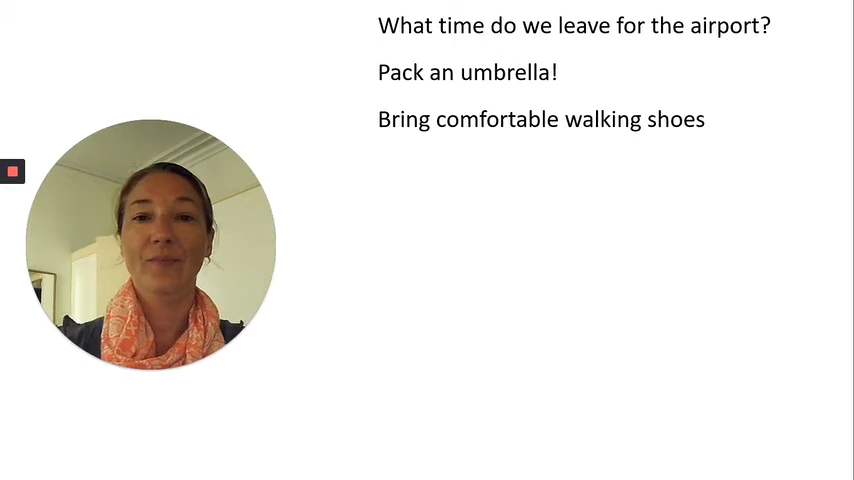 What time do we leave for the airport?
Pack an umbrella!
Bring comfortable walking shoes